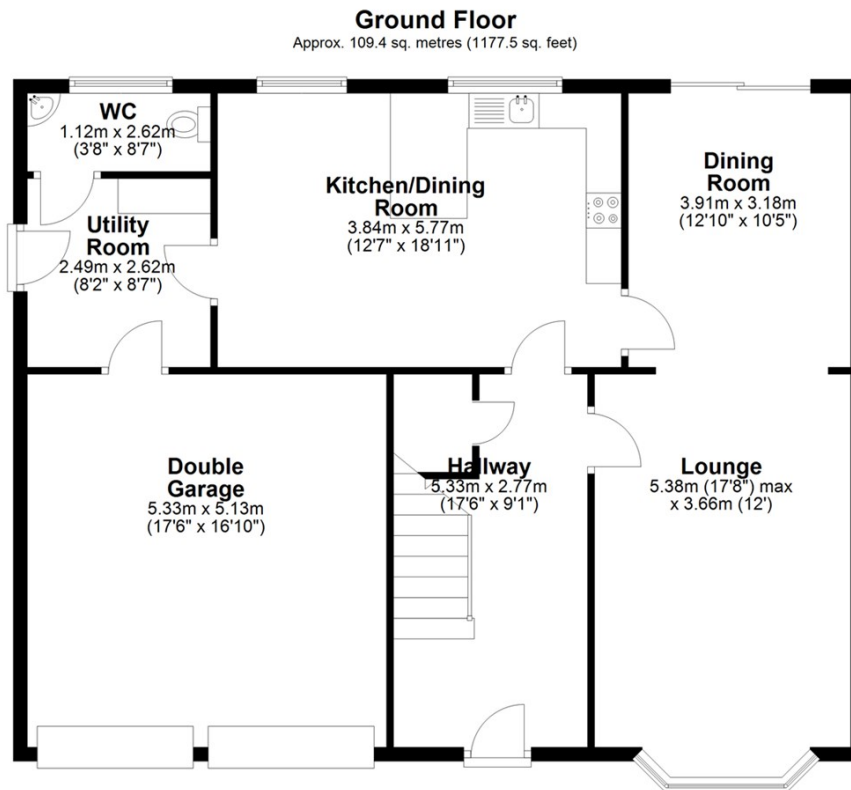 Ground Floor
Approx. 109.4 sq. metres (1177.5 sq. feet)
WC
1.12m x 2.62m
(3'8" x 8'7")
Kitchen/Dining
Room
3.84m x 5.77m
(12'7" x 18'11")
Dining
Room
3.91m x 3.18m
(12'10" x 10'5")
Utility
Room
2.49m x 2.62m
(8'2" x 8'7")
Double
Garage
5.33m x 5.13m
(17'6" x 16'10")
Hallway
5.33m x 2.77m
(17'6" x 9'1")
Lounge
5.38m (17'8") max
x 3.66m (12')